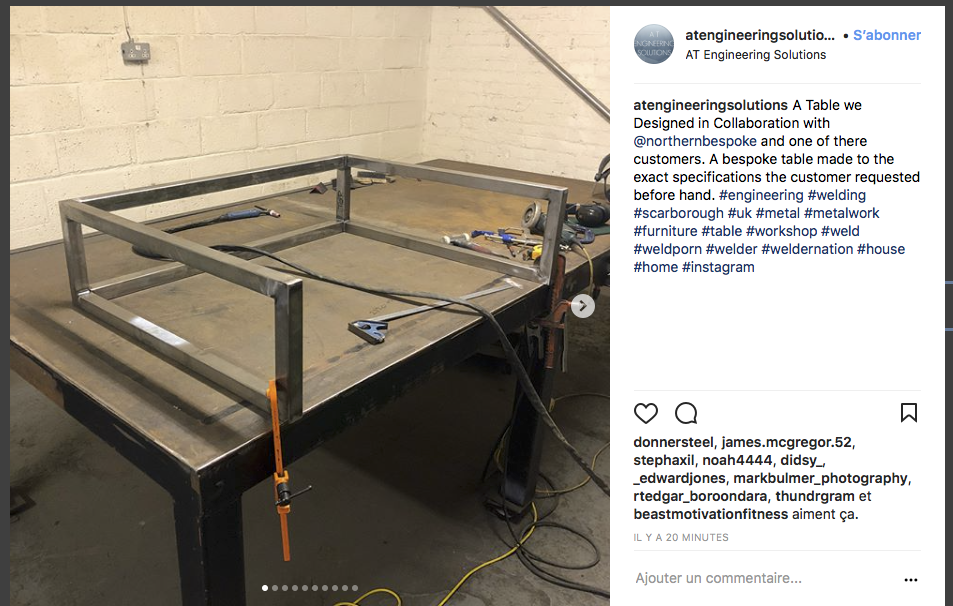 atengineeringsolutio... • S'abonner
AT Engineering Solutions
A T
ENGINEERING
SOLUTIONS
atengineeringsolutions A Table we
Designed in Collaboration with
@northernbespoke and one of there
customers. A bespoke table made to the
exact specifications the customer requested
before hand. #engineering #welding
#scarborough #uk #metal #metalwork
#furniture #table #workshop #weld
#weldporn #welder #weldernation #house
#home #instagram
donnersteel, james.mcgregor.52,
stephaxil, noah4444, didsy_,
_edwardjones, markbulmer_photography,
rtedgar_boroondara, thundrgram et
beastmotivationfitness aiment ça.
IL Y A 20 MINUTES
Ajouter un commentaire...